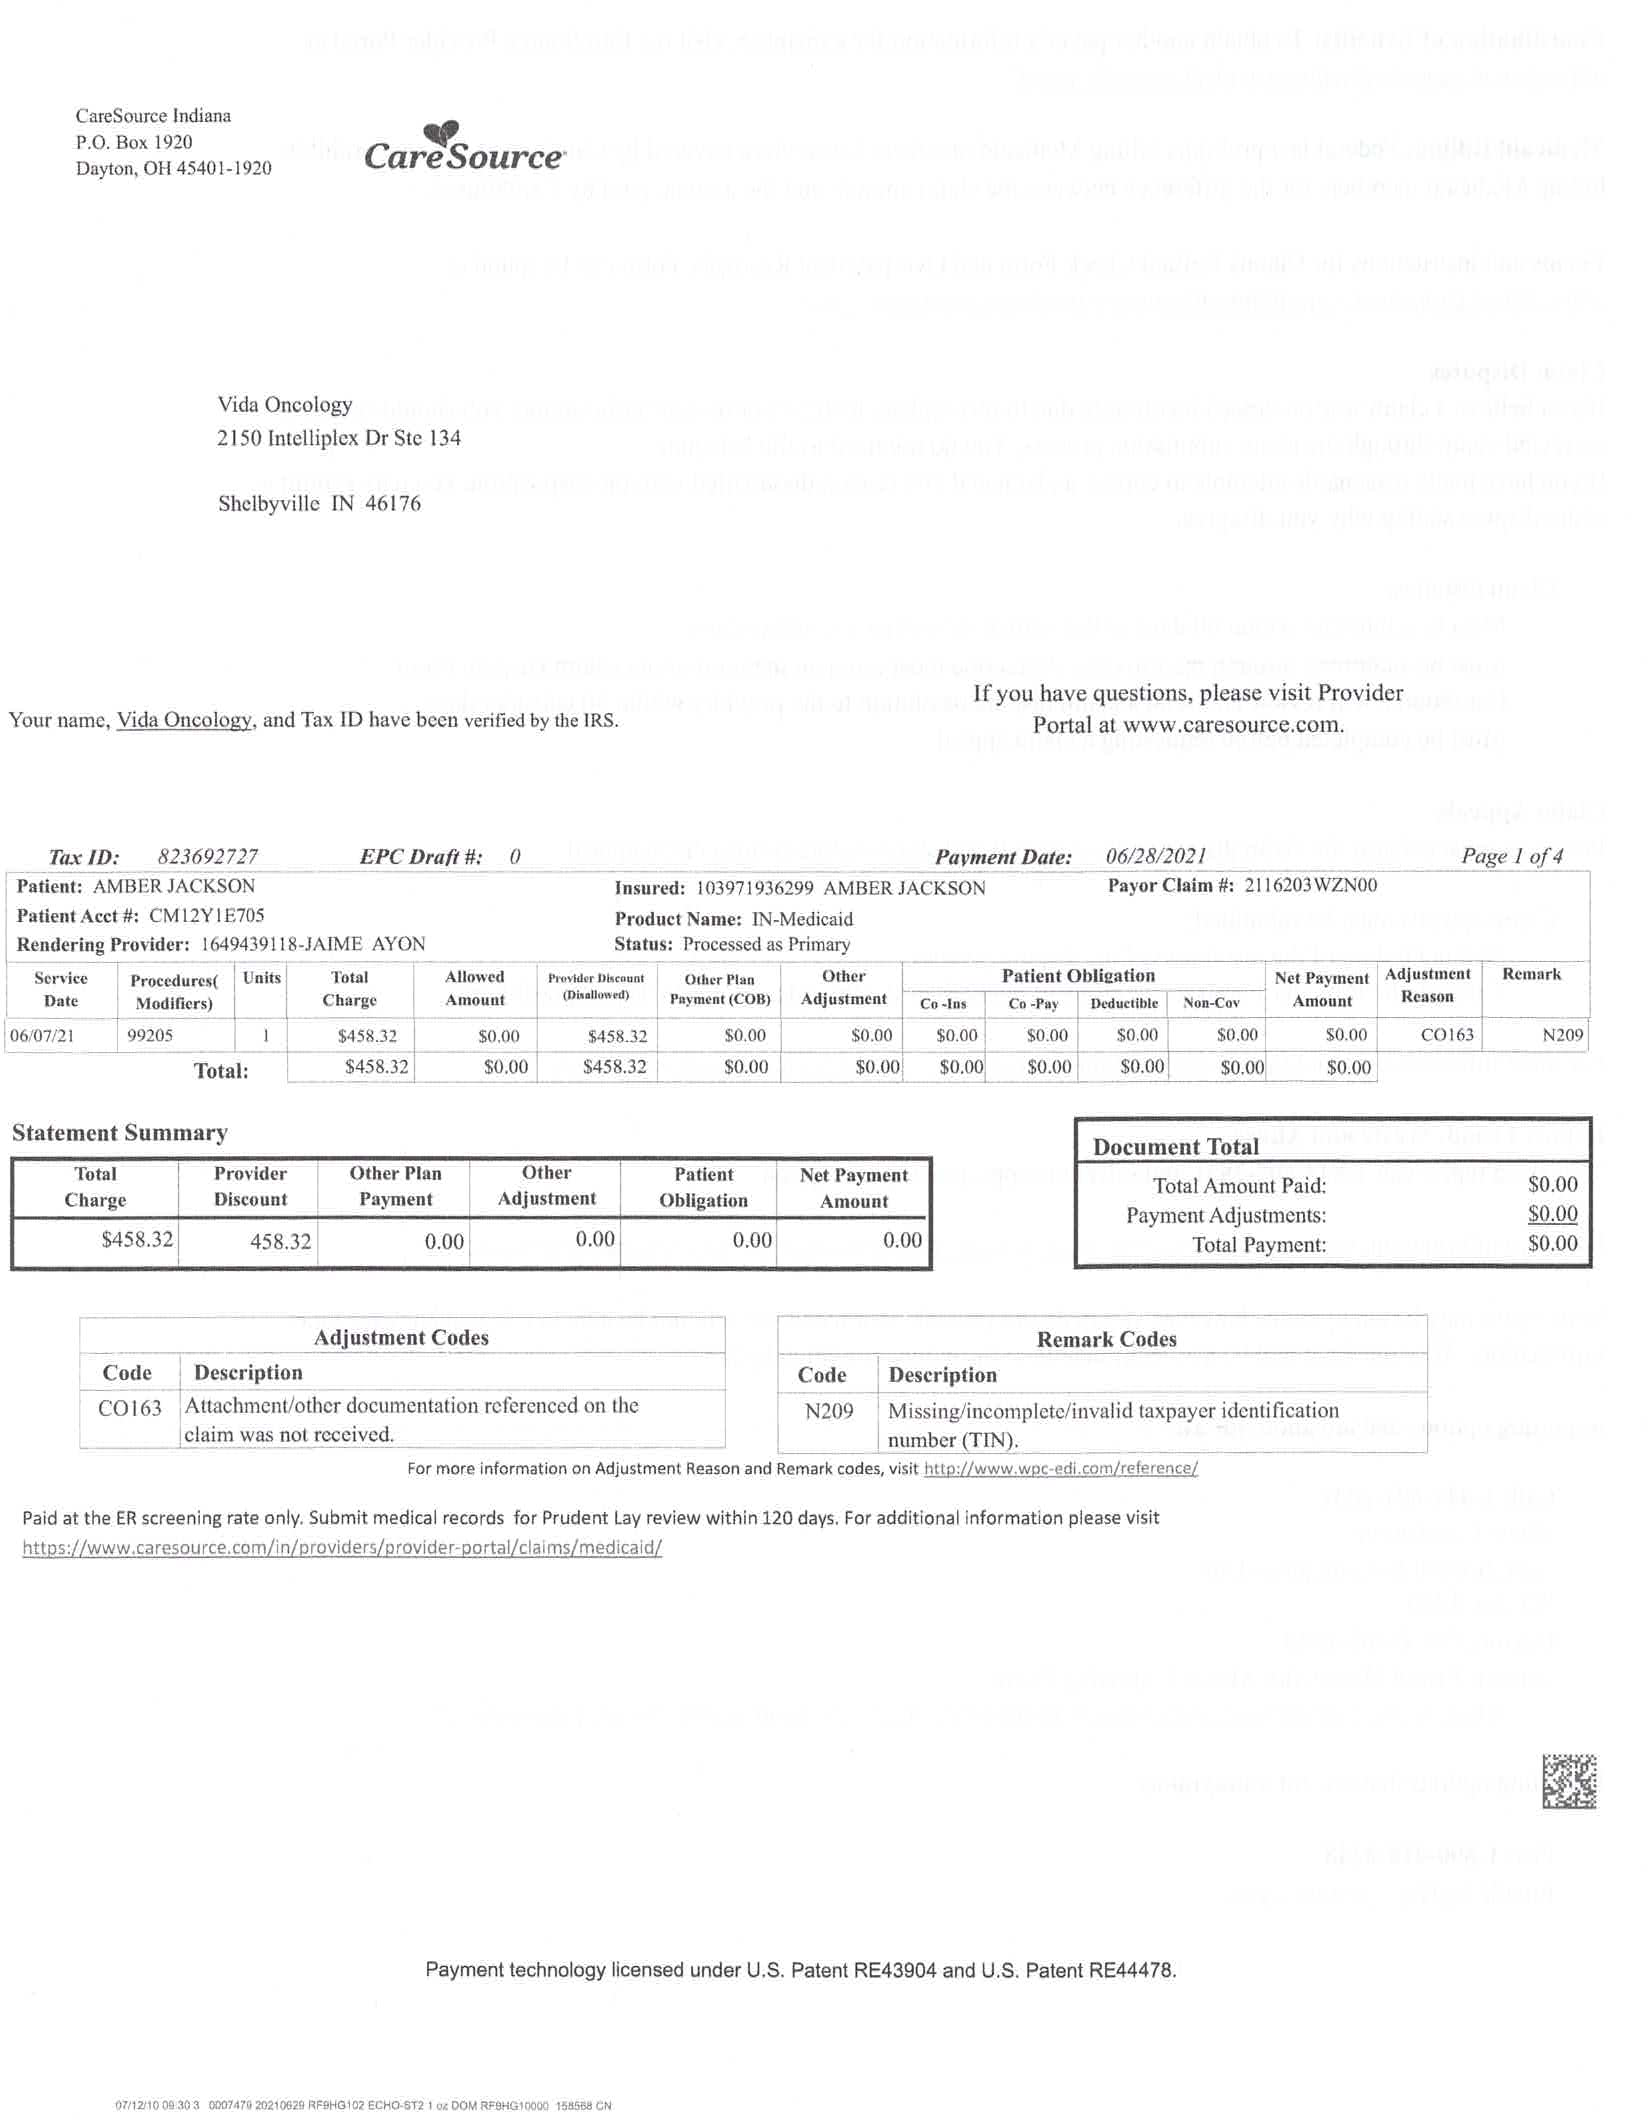 CareSource Indiana
P.O. Box 1920
Dayton, OH 45401-1920
CareSource
Vida Oncology
2150 Intelliplex Dr Ste 134
Shelbyville IN 46176
If you have questions, please visit Provider
Portal at www.caresource.com.
Your name, Vida Oncology, and Tax ID have been verified by the IRS.
Tax ID: 823692727 EPC Draft #: 0 Payment Date: 06/28/2021 Page 1 of 4
Patient: AMBER JACKSON Insured: 103971936299 AMBER JACKSON Payor Claim #: 2116203WZN00
Patient Acct #: CM12Y1E705 Product Name: IN-Medicaid
Rendering Provider: 1649439118-JAIME AYON Status: Processed as Primary
Service Date Procedures( Modifiers) Units Total Charge Allowed Amount Provider Discount (Disallowed) Other Plan Payment (COB) Other Adjustment Patient Obligation Co -Ins Co -Pay Deductible Non-Cov Net Payment Amount Adjustment Reason Remark
06/07/21 99205 1 $458.32 $0.00 $458.32 $0.00 $0.00 $0.00 $0.00 $0.00 $0.00 $0.00 CO163 N209
Total: $458.32 $0.00 $458.32 $0.00 $0.00 $0.00 $0.00 $0.00 $0.00 $0.00
Statement Summary
Total Charge Provider Discount Other Plan Payment Other Adjustment Patient Obligation Net Payment Amount
$458.32 458.32 0.00 0.00 0.00 0.00
Document Total
Total Amount Paid: $0.00
Payment Adjustments: $0.00
Total Payment: $0.00
Adjustment Codes
Code Description
CO163 Attachment/other documentation referenced on the
claim was not received.
Remark Codes
Code Description
N209 Missing/incomplete/invalid taxpayer identification
number (TIN).
For more information on Adjustment Reason and Remark codes, visit http://www.wpc-edi.com/reference/
Paid at the ER screening rate only. Submit medical records for Prudent Lay review within 120 days. For additional information please visit
https://www.caresource.com/in/providers/provider-portal/claims/medicaid/
Payment technology licensed under U.S. Patent RE43904 and U.S. Patent RE44478.
07/12/10 09:30 3 0007479 20210629 RF9HG102 ECHO-ST2 1 oz DOM RF9HG10000 158568 CN